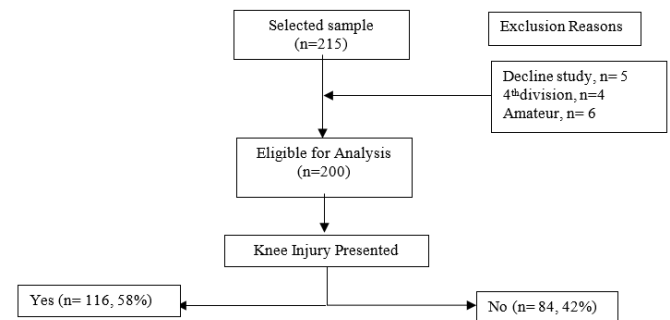 Selected sample
(n=215)
Exclusion Reasons
Decline study, n= 5
4thdivision, n=4
Amateur, n= 6
Eligible for Analysis
(n=200)
Knee Injury Presented
Yes (n= 116, 58%)
No (n= 84, 42%)